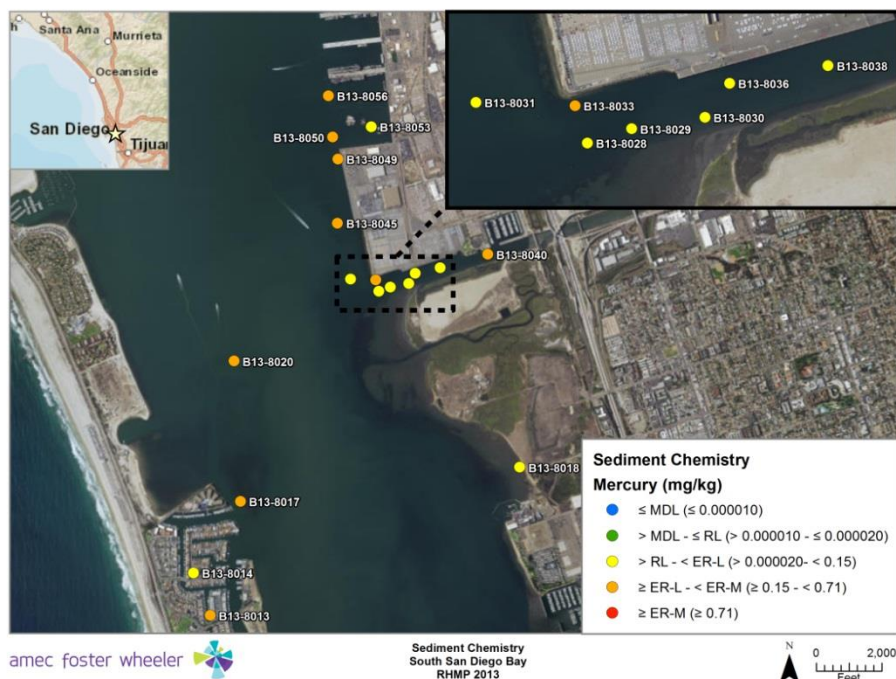 h
Santa Ana
Murrieta
Oceanside
San Diego
Tijuan
B13-8038
B13-8036
B13-8031
B13-8033
B13-8030
B13-8029
B13-8028
B13-8056
B13-8053
B13-8050
B13-8049
B13-8045
B13-8040
B13-8020
B13-8018
B13-8017
B13-8014
B13-8013
Sediment Chemistry
Mercury (mg/kg)
≤ MDL (≤ 0.000010)
> MDL - ≤ RL (> 0.000010 - ≤ 0.000020)
> RL - < ER-L (> 0.000020- < 0.15)
≥ ER-L - < ER-M (≥ 0.15 - < 0.71)
≥ ER-M (≥ 0.71)
amec foster wheeler
Sediment Chemistry
South San Diego Bay
RHMP 2013
N
0 2,000
Feet